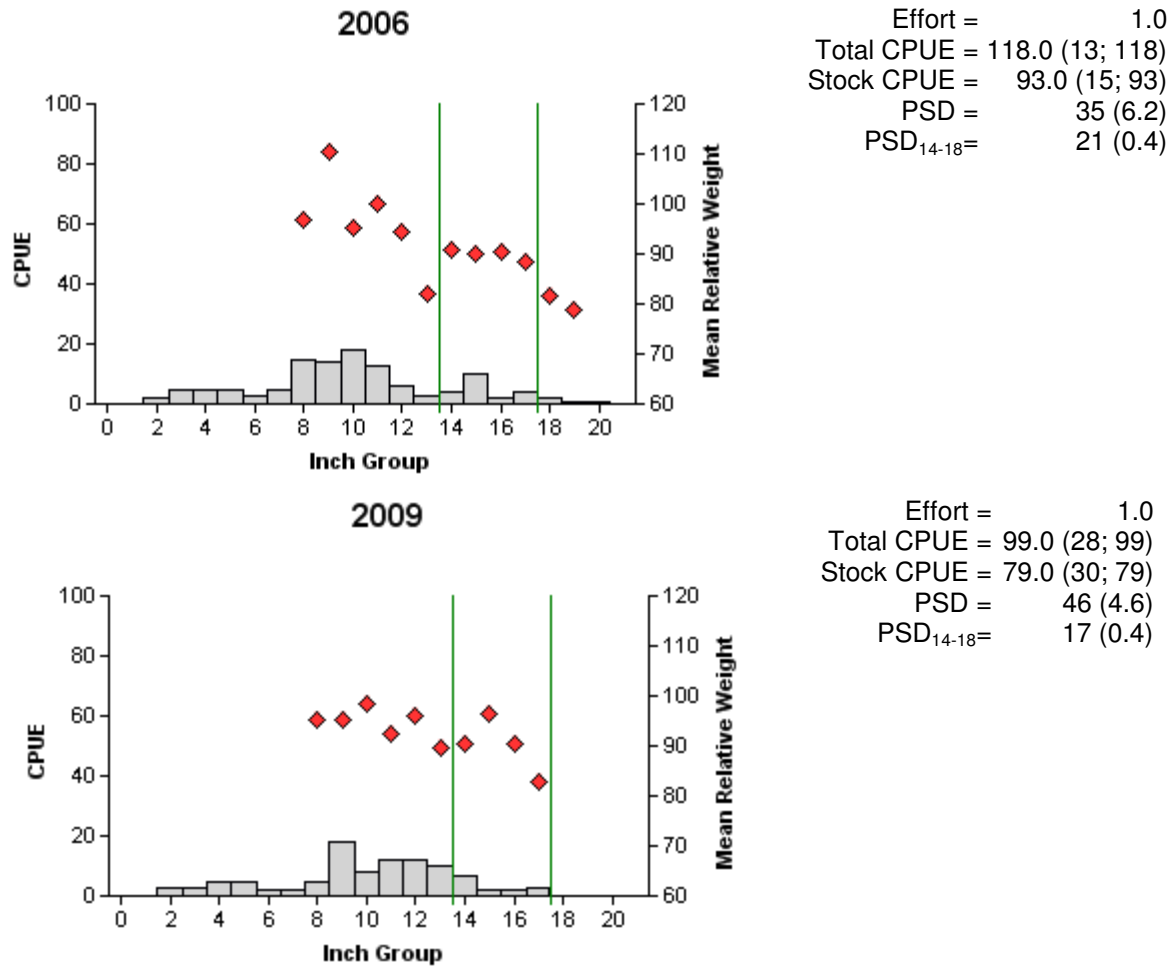 2006
Effort = 1.0
Total CPUE = 118.0 (13; 118)
Stock CPUE = 93.0 (15; 93)
PSD = 35 (6.2)
PSD14-18= 21 (0.4)
100
80
60
40
20
0
CPUE
120
110
100
90
80
70
60
Mean Relative Weight
0 2 4 6 8 10 12 14 16 18 20
Inch Group
2009
Effort = 1.0
Total CPUE = 99.0 (28; 99)
Stock CPUE = 79.0 (30; 79)
PSD = 46 (4.6)
PSD14-18= 17 (0.4)
100
80
60
40
20
0
CPUE
120
110
100
90
80
70
60
Mean Relative Weight
0 2 4 6 8 10 12 14 16 18 20
Inch Group